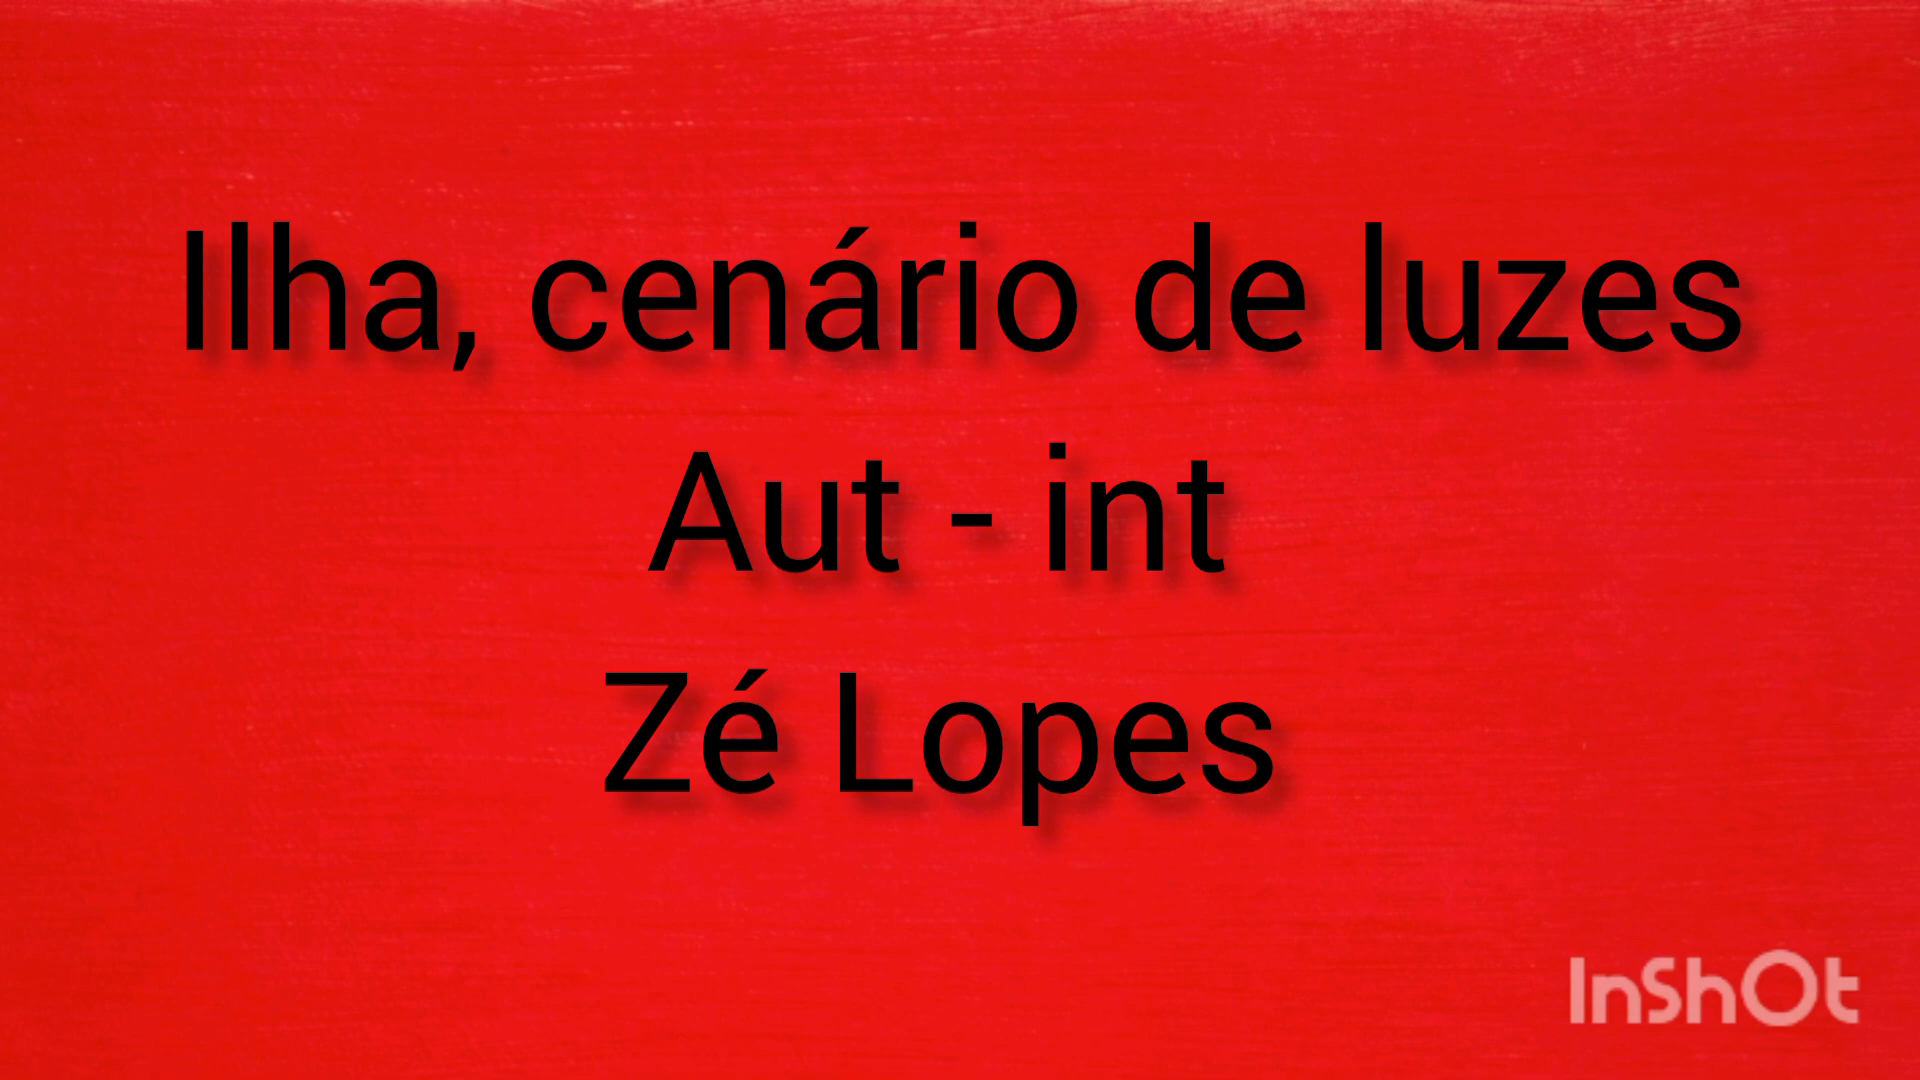 Ilha, cenário de luzes
Aut - int
Zé Lopes
InShOt